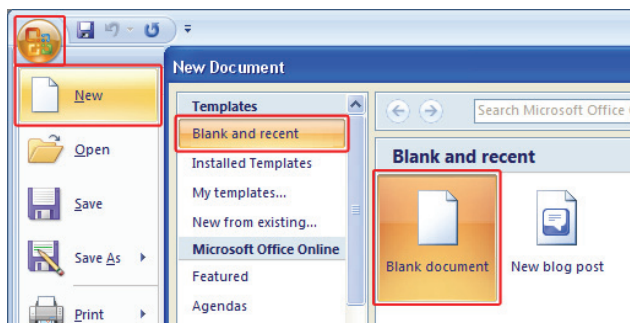 New
Open
Save
Save As
Print
New Document
Templates
Blank and recent
Installed Templates
My templates...
New from existing...
Microsoft Office Online
Featured
Agendas
Search Microsoft Office
Blank and recent
Blank document
New blog post